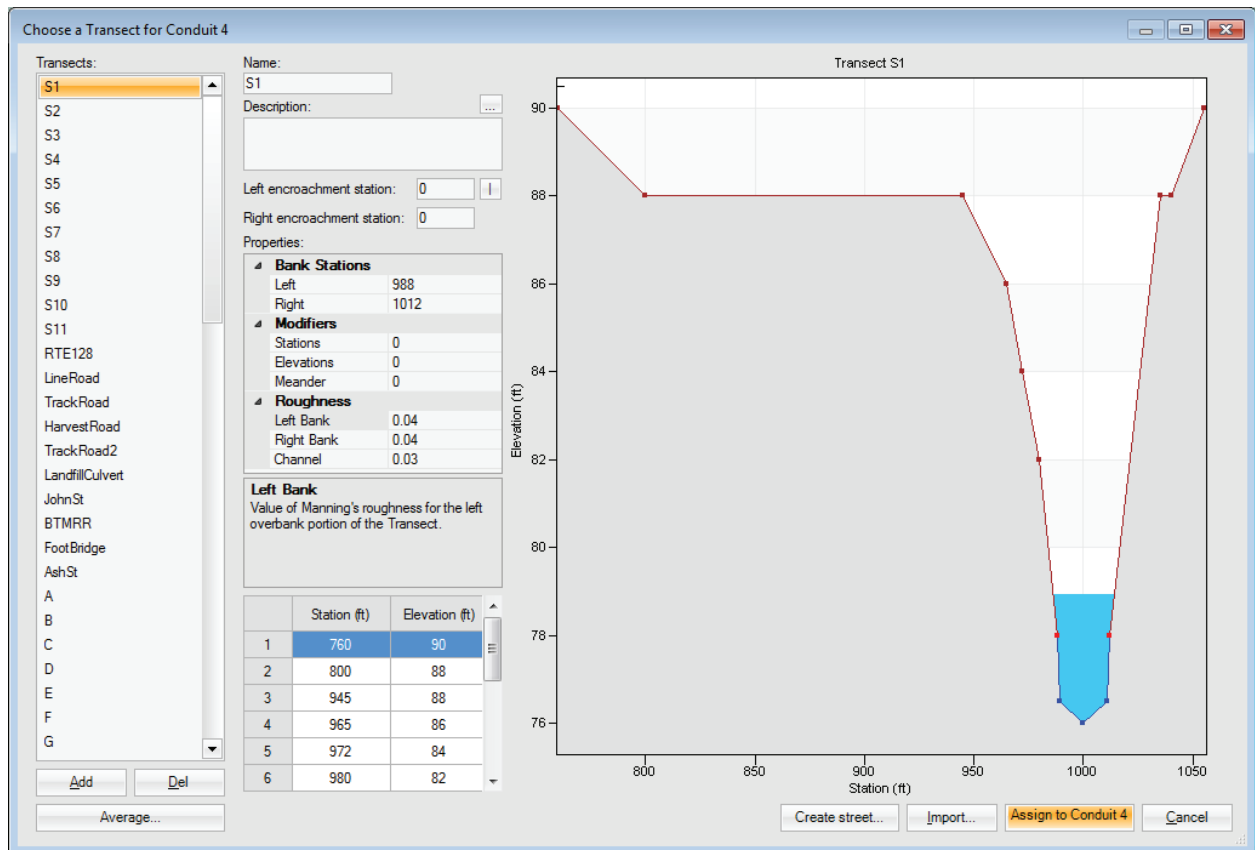 Choose a Transect for Conduit 4
Transects:
S1
S2
S3
S4
S5
S6
S7
S8
S9
S10
S11
RTE128
LineRoad
TrackRoad
HarvestRoad
TrackRoad2
LandfillCulvert
JohnSt
BTMRR
FootBridge
AshSt
A
B
C
D
E
F
G
Add Del
Average...
Name:
S1
Description:
...
Left encroachment station: 0
Right encroachment station: 0
Properties:
Bank Stations
Left 988
Right 1012
Modifiers
Stations 0
Elevations 0
Meander 0
Roughness
Left Bank 0.04
Right Bank 0.04
Channel 0.03
Left Bank
Value of Manning's roughness for the left
overbank portion of the Transect.
Station (ft) Elevation (ft)
1 760 90
2 800 88
3 945 88
4 965 86
5 972 84
6 980 82
Transect S1
Elevation (ft)
90
88
86
84
82
80
78
76
800 850 900 950 1000 1050
Station (ft)
Create street... Import... Assign to Conduit 4 Cancel